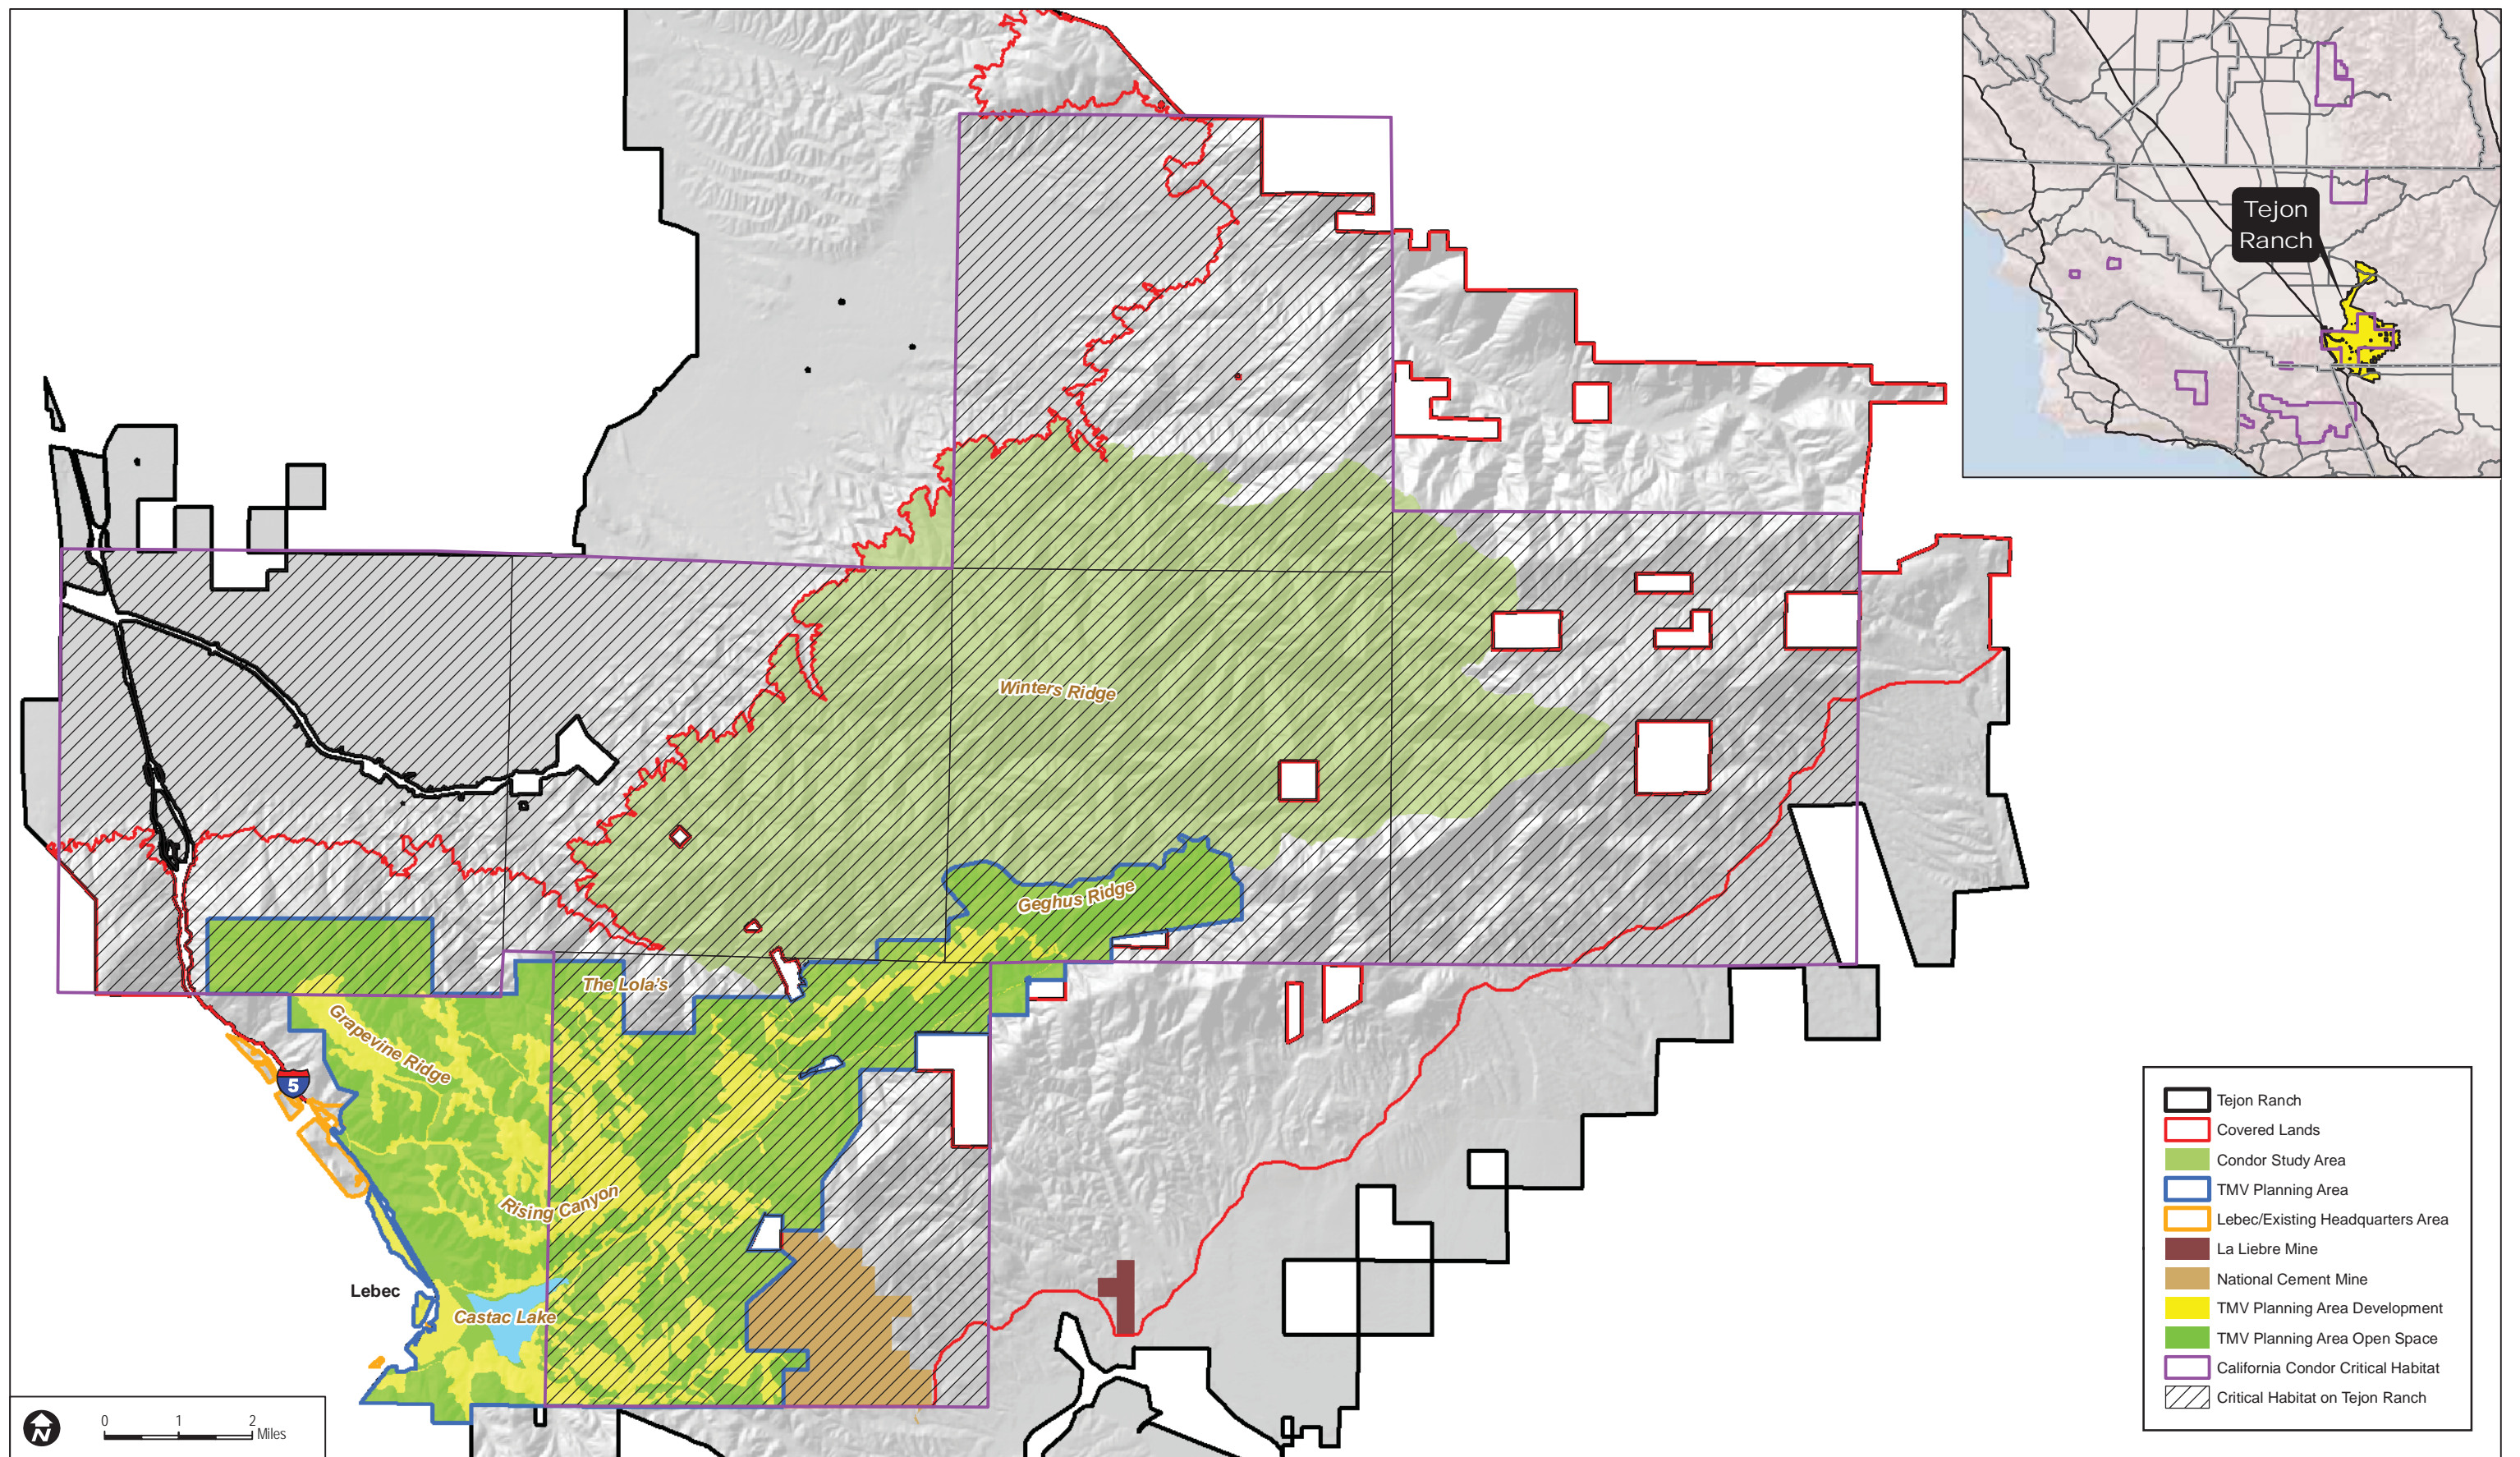 Tejon
Ranch
Winters Ridge
Geghus Ridge
The Lola's
Grapevine Ridge
5
Rising Canyon
Lebec
Castac Lake
Tejon Ranch
Covered Lands
Condor Study Area
TMV Planning Area
Lebec/Existing Headquarters Area
La Liebre Mine
National Cement Mine
TMV Planning Area Development
TMV Planning Area Open Space
California Condor Critical Habitat
Critical Habitat on Tejon Ranch
N
0 1 2
Miles